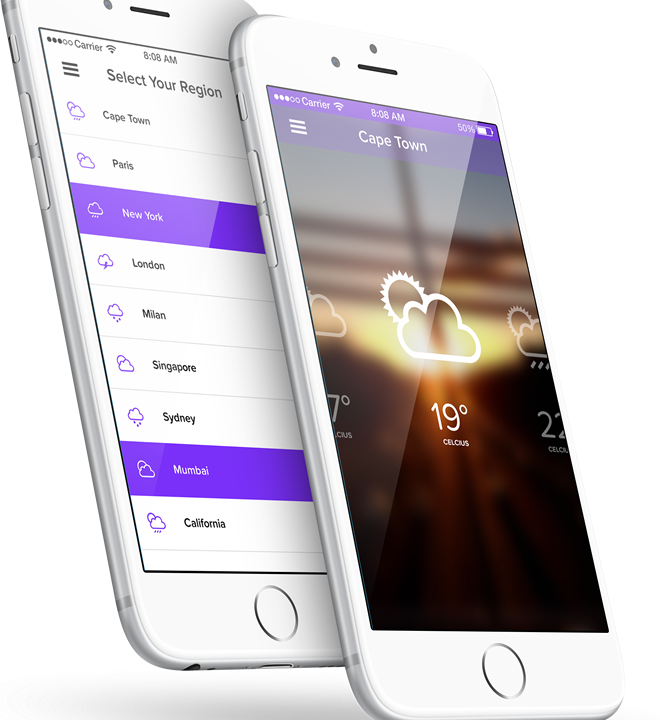 Carrier
8:08 AM
Select Your Region
Cape Town
Paris
New York
London
Milan
Singapore
Sydney
Mumbai
California
Carrier
8:08 AM
50%
Cape Town
7°
LCIUS
19°
CELCIUS
22
CELCI